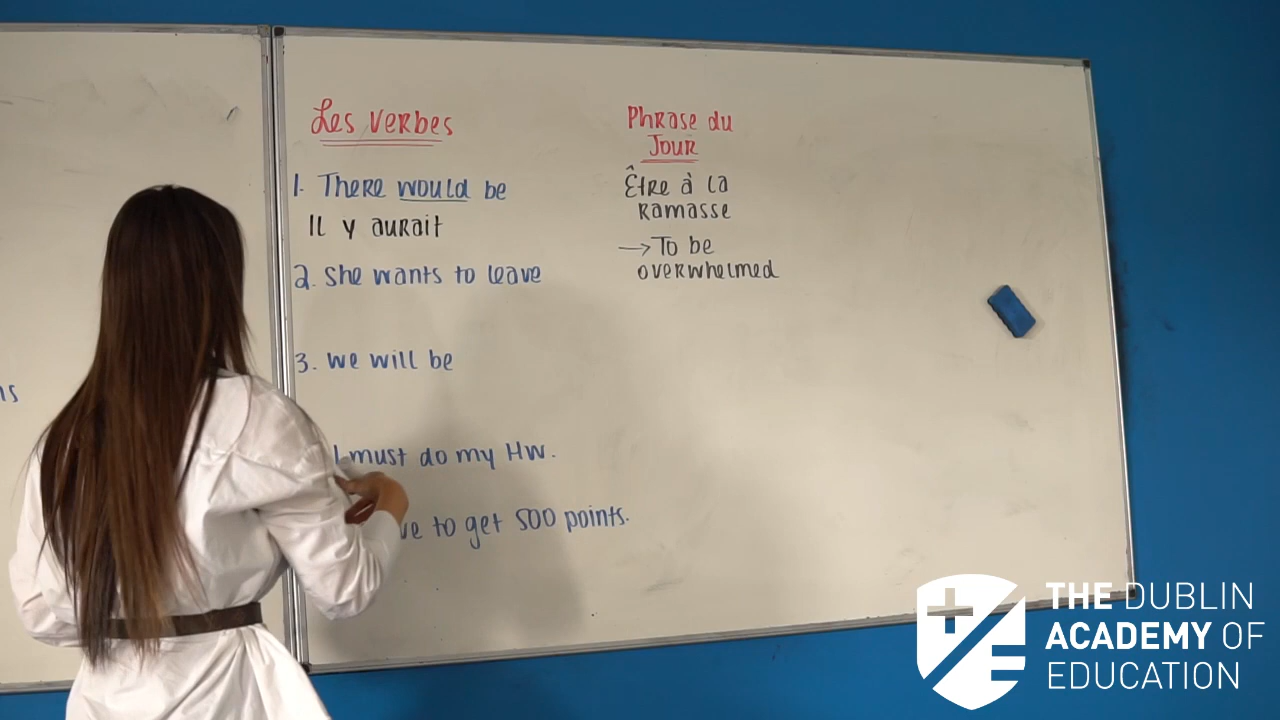 Les verbes
1. There would be
Il y aurait
2. she wants to leave
3. we will be
I must do my HW.
to get 500 points.
Phrase du
Jour
Être à la
Ramasse
→ To be
overwhelmed
THE DUBLIN
ACADEMY OF
EDUCATION